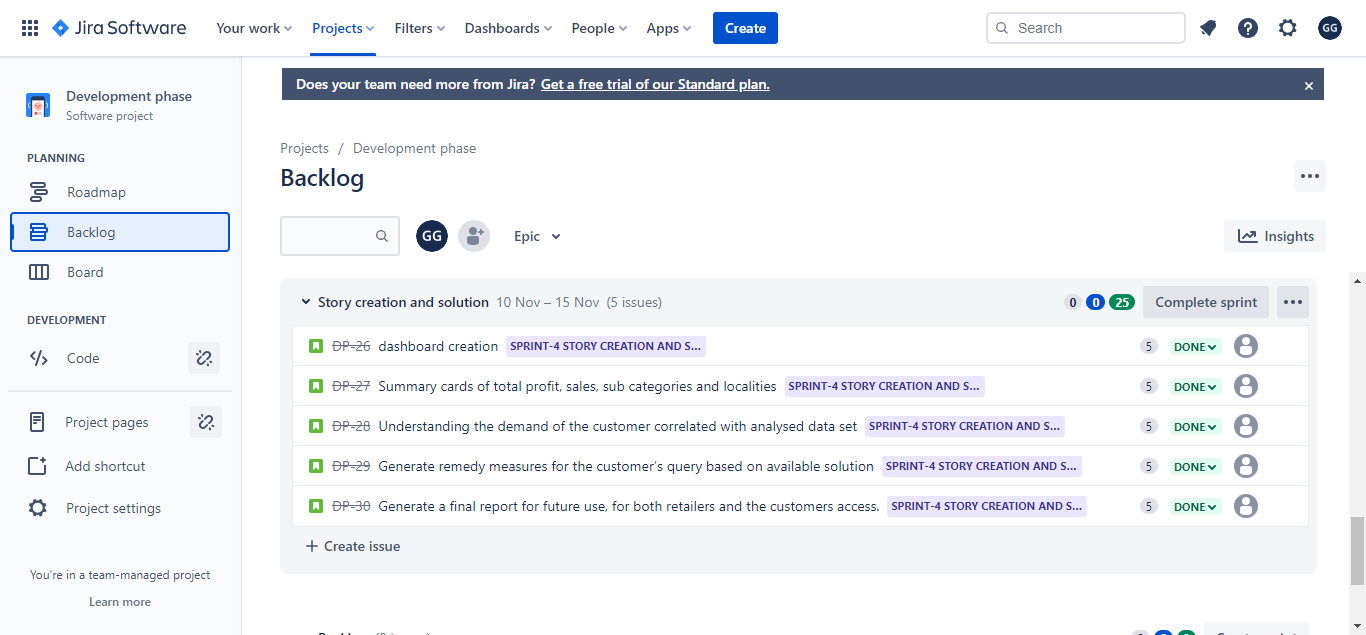 Jira Software Your work Projects Filters Dashboards People Apps Create Search GG
Development phase
Software project
PLANNING
Roadmap
Backlog
Board
DEVELOPMENT
Code
Project pages
Add shortcut
Project settings
You're in a team-managed project
Learn more
Does your team need more from Jira? Get a free trial of our Standard plan. ×
Projects / Development phase
Backlog
GG Epic Insights
Story creation and solution 10 Nov – 15 Nov (5 issues) 0 0 25 Complete sprint
DP-26 dashboard creation SPRINT-4 STORY CREATION AND S... 5 DONE
DP-27 Summary cards of total profit, sales, sub categories and localities SPRINT-4 STORY CREATION AND S... 5 DONE
DP-28 Understanding the demand of the customer correlated with analysed data set SPRINT-4 STORY CREATION AND S... 5 DONE
DP-29 Generate remedy measures for the customer's query based on available solution SPRINT-4 STORY CREATION AND S... 5 DONE
DP-30 Generate a final report for future use, for both retailers and the customers access. SPRINT-4 STORY CREATION AND S... 5 DONE
+ Create issue